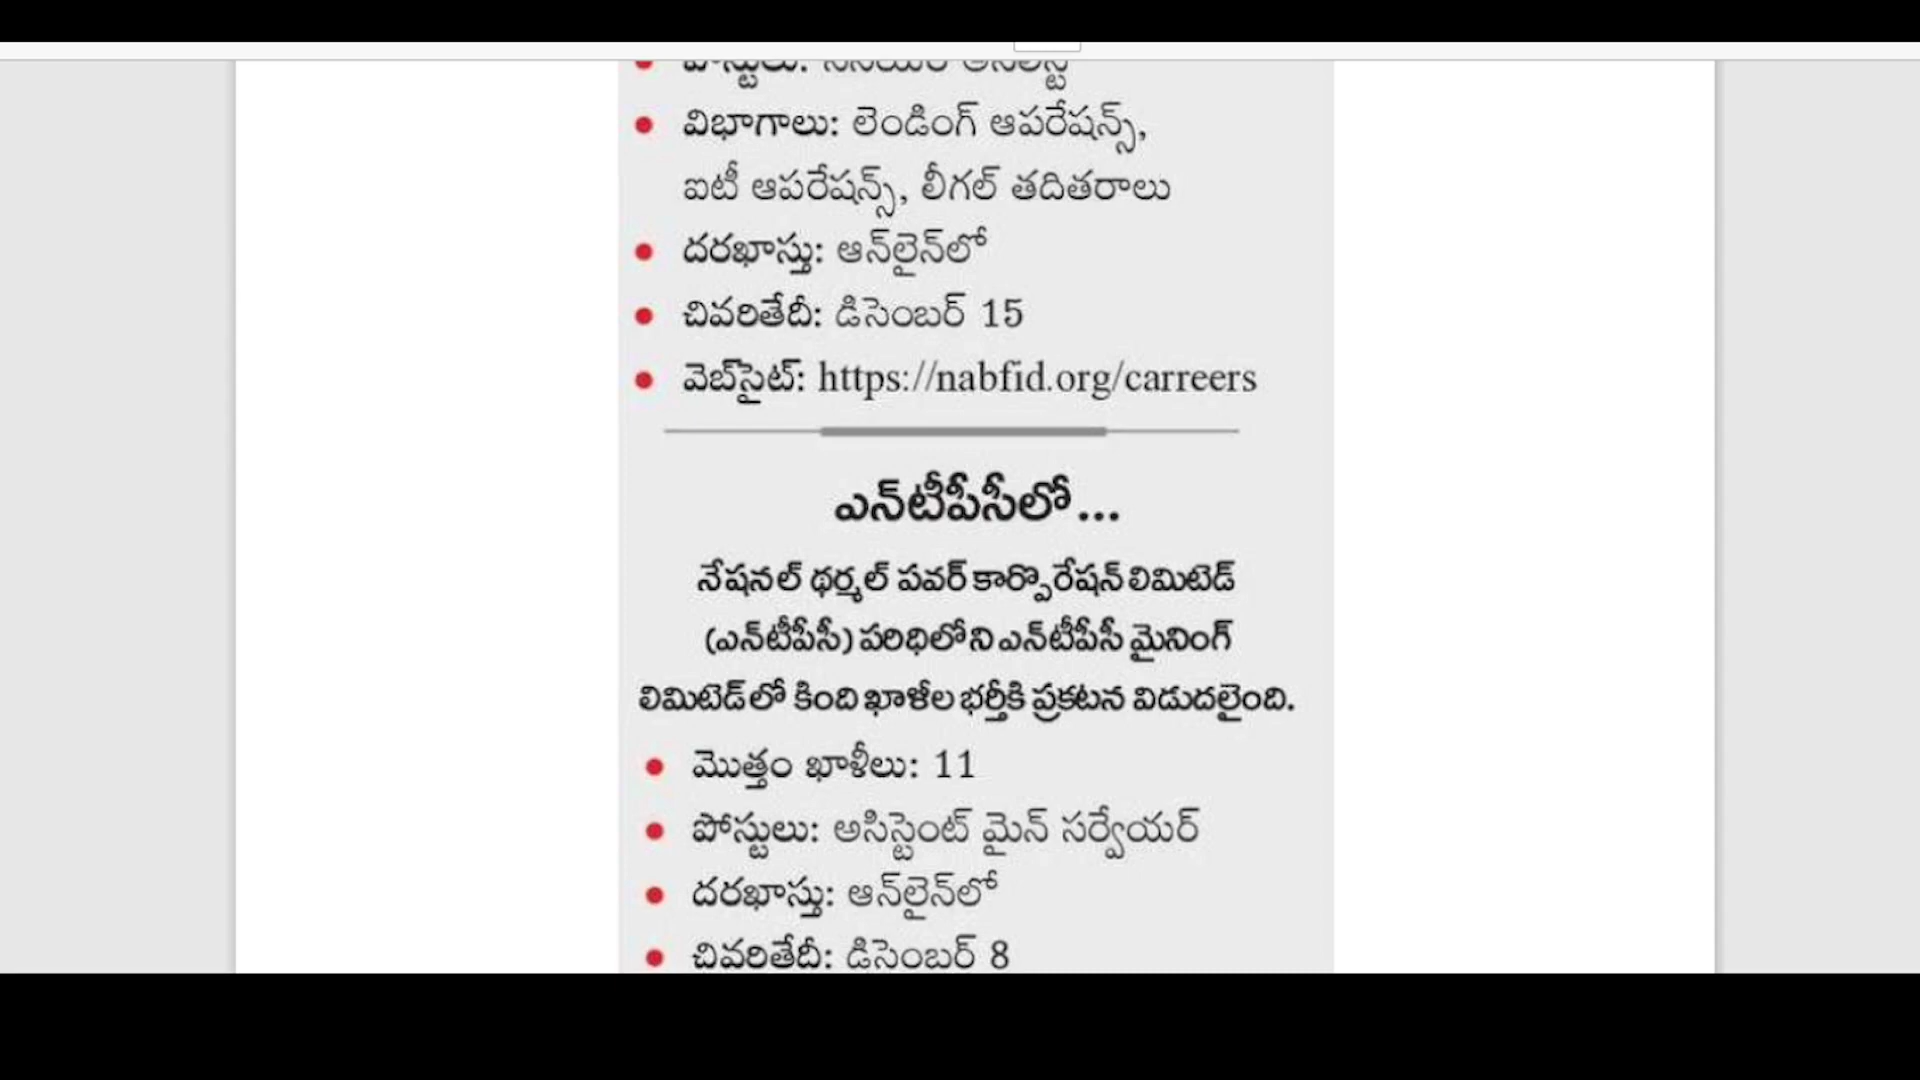 పోస్టులు: సీనియర్ అనలిస్ట్
విభాగాలు: లెండింగ్ ఆపరేషన్స్,
ఐటీ ఆపరేషన్స్, లీగల్ తదితరాలు
దరఖాస్తు: ఆన్‌లైన్‌లో
చివరితేదీ: డిసెంబర్ 15
వెబ్‌సైట్: https://nabfid.org/carreers
ఎన్‌టీపీసీలో...
నేషనల్ థర్మల్ పవర్ కార్పొరేషన్ లిమిటెడ్
(ఎన్‌టీపీసీ) పరిధిలోని ఎన్‌టీపీసీ మైనింగ్
లిమిటెడ్‌లో కింది ఖాళీల భర్తీకి ప్రకటన విడుదలైంది.
మొత్తం ఖాళీలు: 11
పోస్టులు: అసిస్టెంట్ మైన్ సర్వేయర్
దరఖాస్తు: ఆన్‌లైన్‌లో
చివరితేదీ: డిసెంబర్ 8